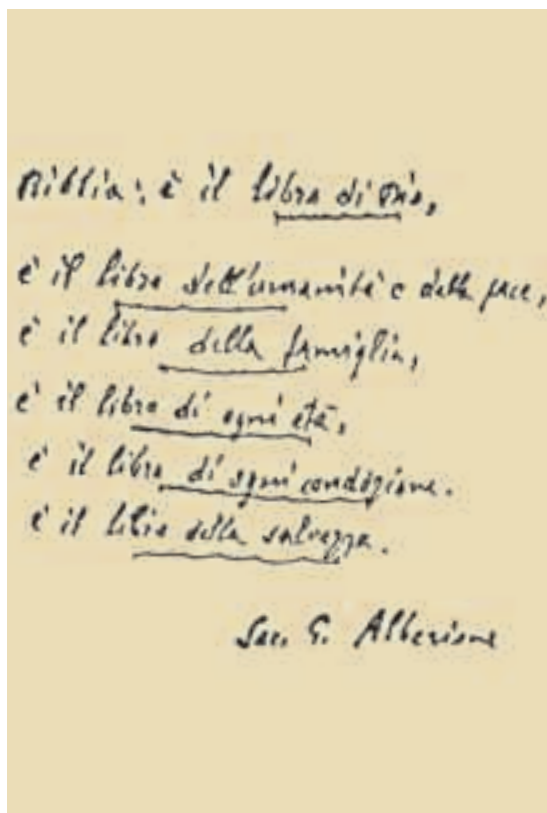 Bibbia: è il libro di Dio,
è il libro dell'umanità e della pace,
è il libro della famiglia,
è il libro di ogni età,
è il libro di ogni condizione.
è il libro della salvezza.
Sac. G. Alberione